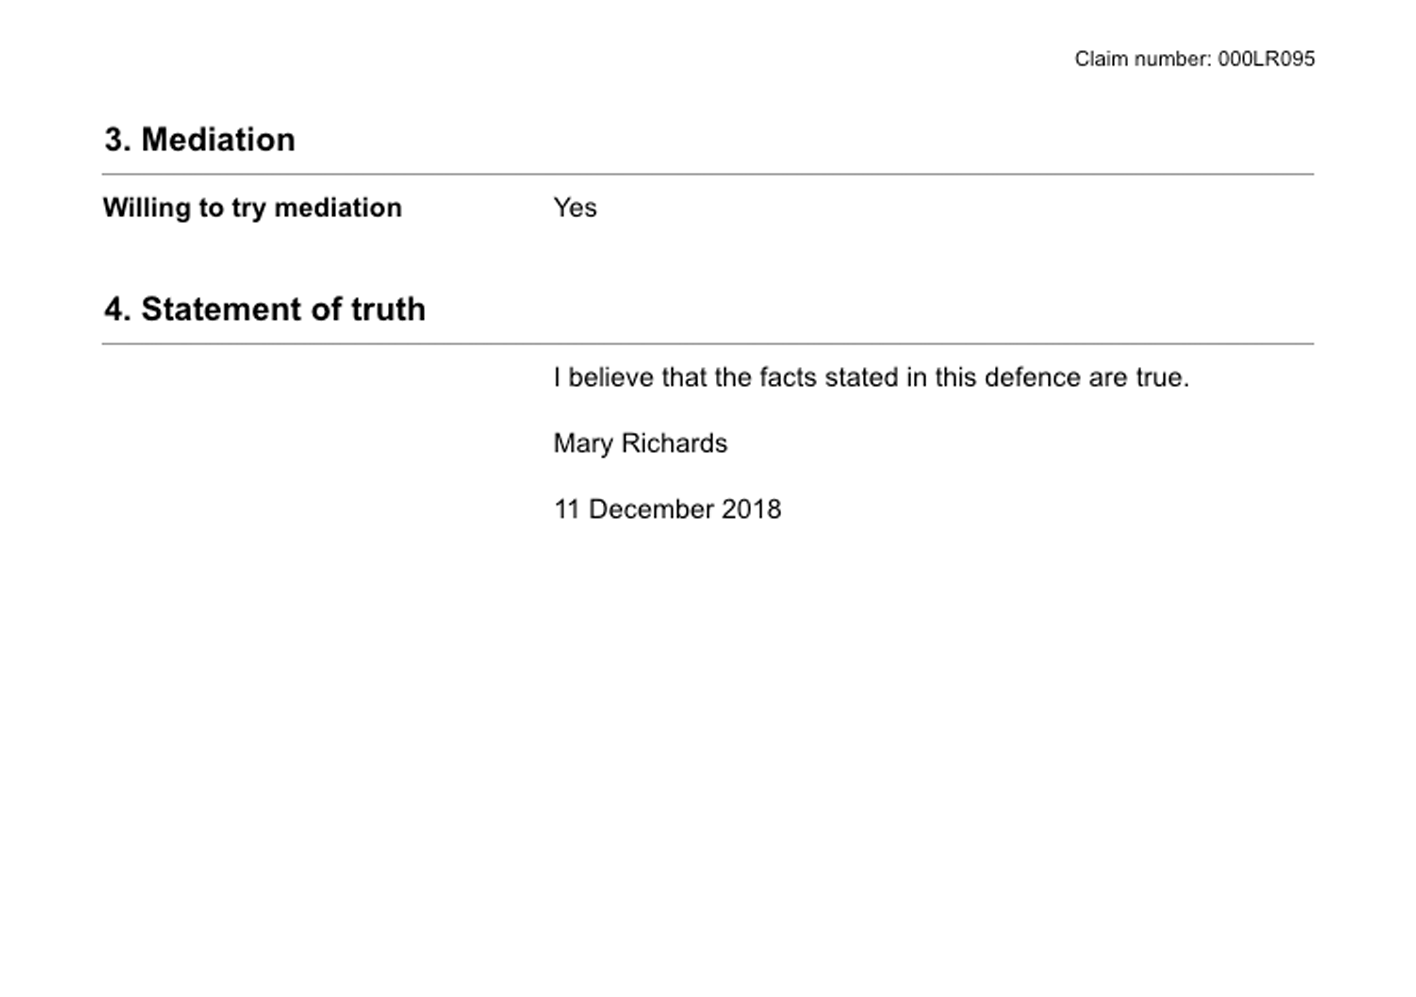 Claim number: 000LR095
3. Mediation
Willing to try mediation Yes
4. Statement of truth
I believe that the facts stated in this defence are true.
Mary Richards
11 December 2018